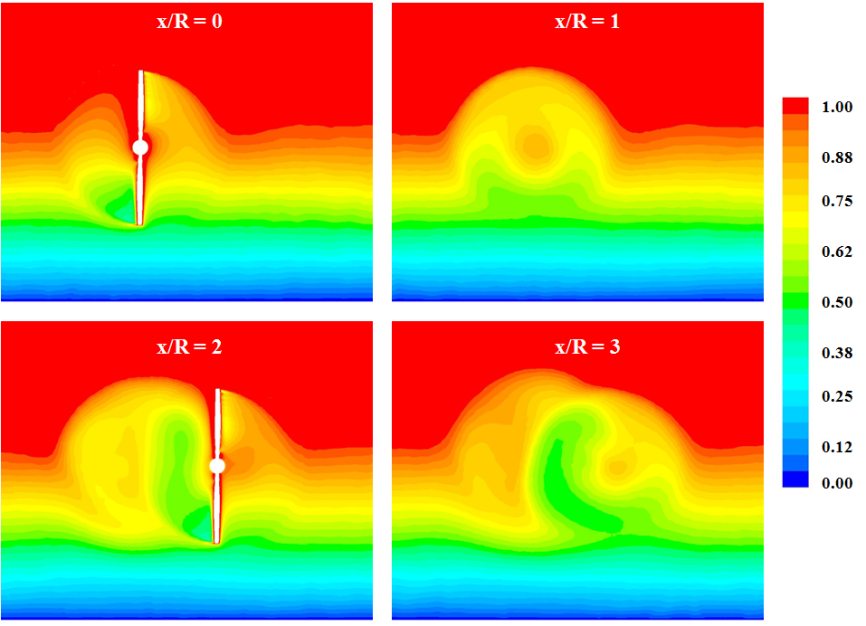 x/R = 0
x/R = 1
x/R = 2
x/R = 3
1.00
0.88
0.75
0.62
0.50
0.38
0.25
0.12
0.00